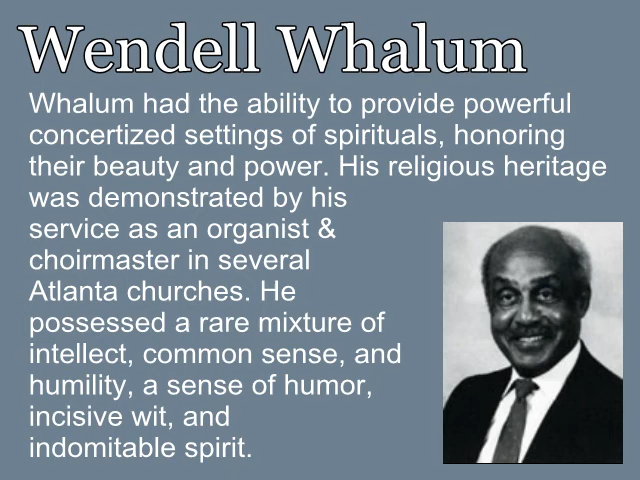 Wendell Whalum
Whalum had the ability to provide powerful
concertized settings of spirituals, honoring
their beauty and power. His religious heritage
was demonstrated by his
service as an organist &
choirmaster in several
Atlanta churches. He
possessed a rare mixture of
intellect, common sense, and
humility, a sense of humor,
incisive wit, and
indomitable spirit.